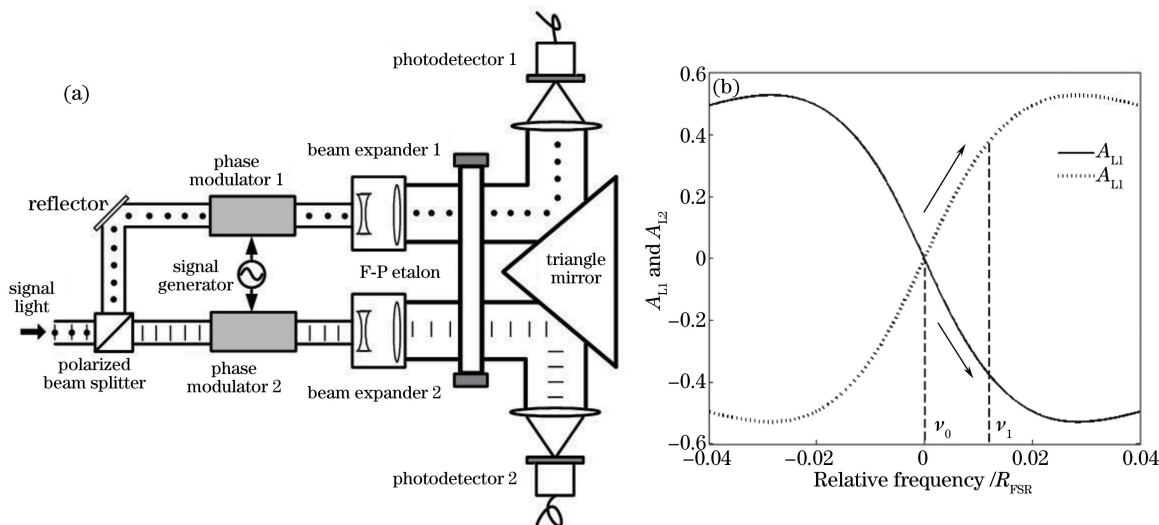 (a)
photodetector 1
beam expander 1
phase
modulator 1
reflector
signal
generator
F-P etalon
triangle
mirror
signal
light
polarized
beam splitter
phase
modulator 2
beam expander 2
photodetector 2
(b)
0.6
0.4
0.2
0
−0.2
−0.4
−0.6
A_L1 and A_L2
A_L1
A_L1
ν_0
ν_1
−0.04
−0.02
0
0.02
0.04
Relative frequency /R_FSR